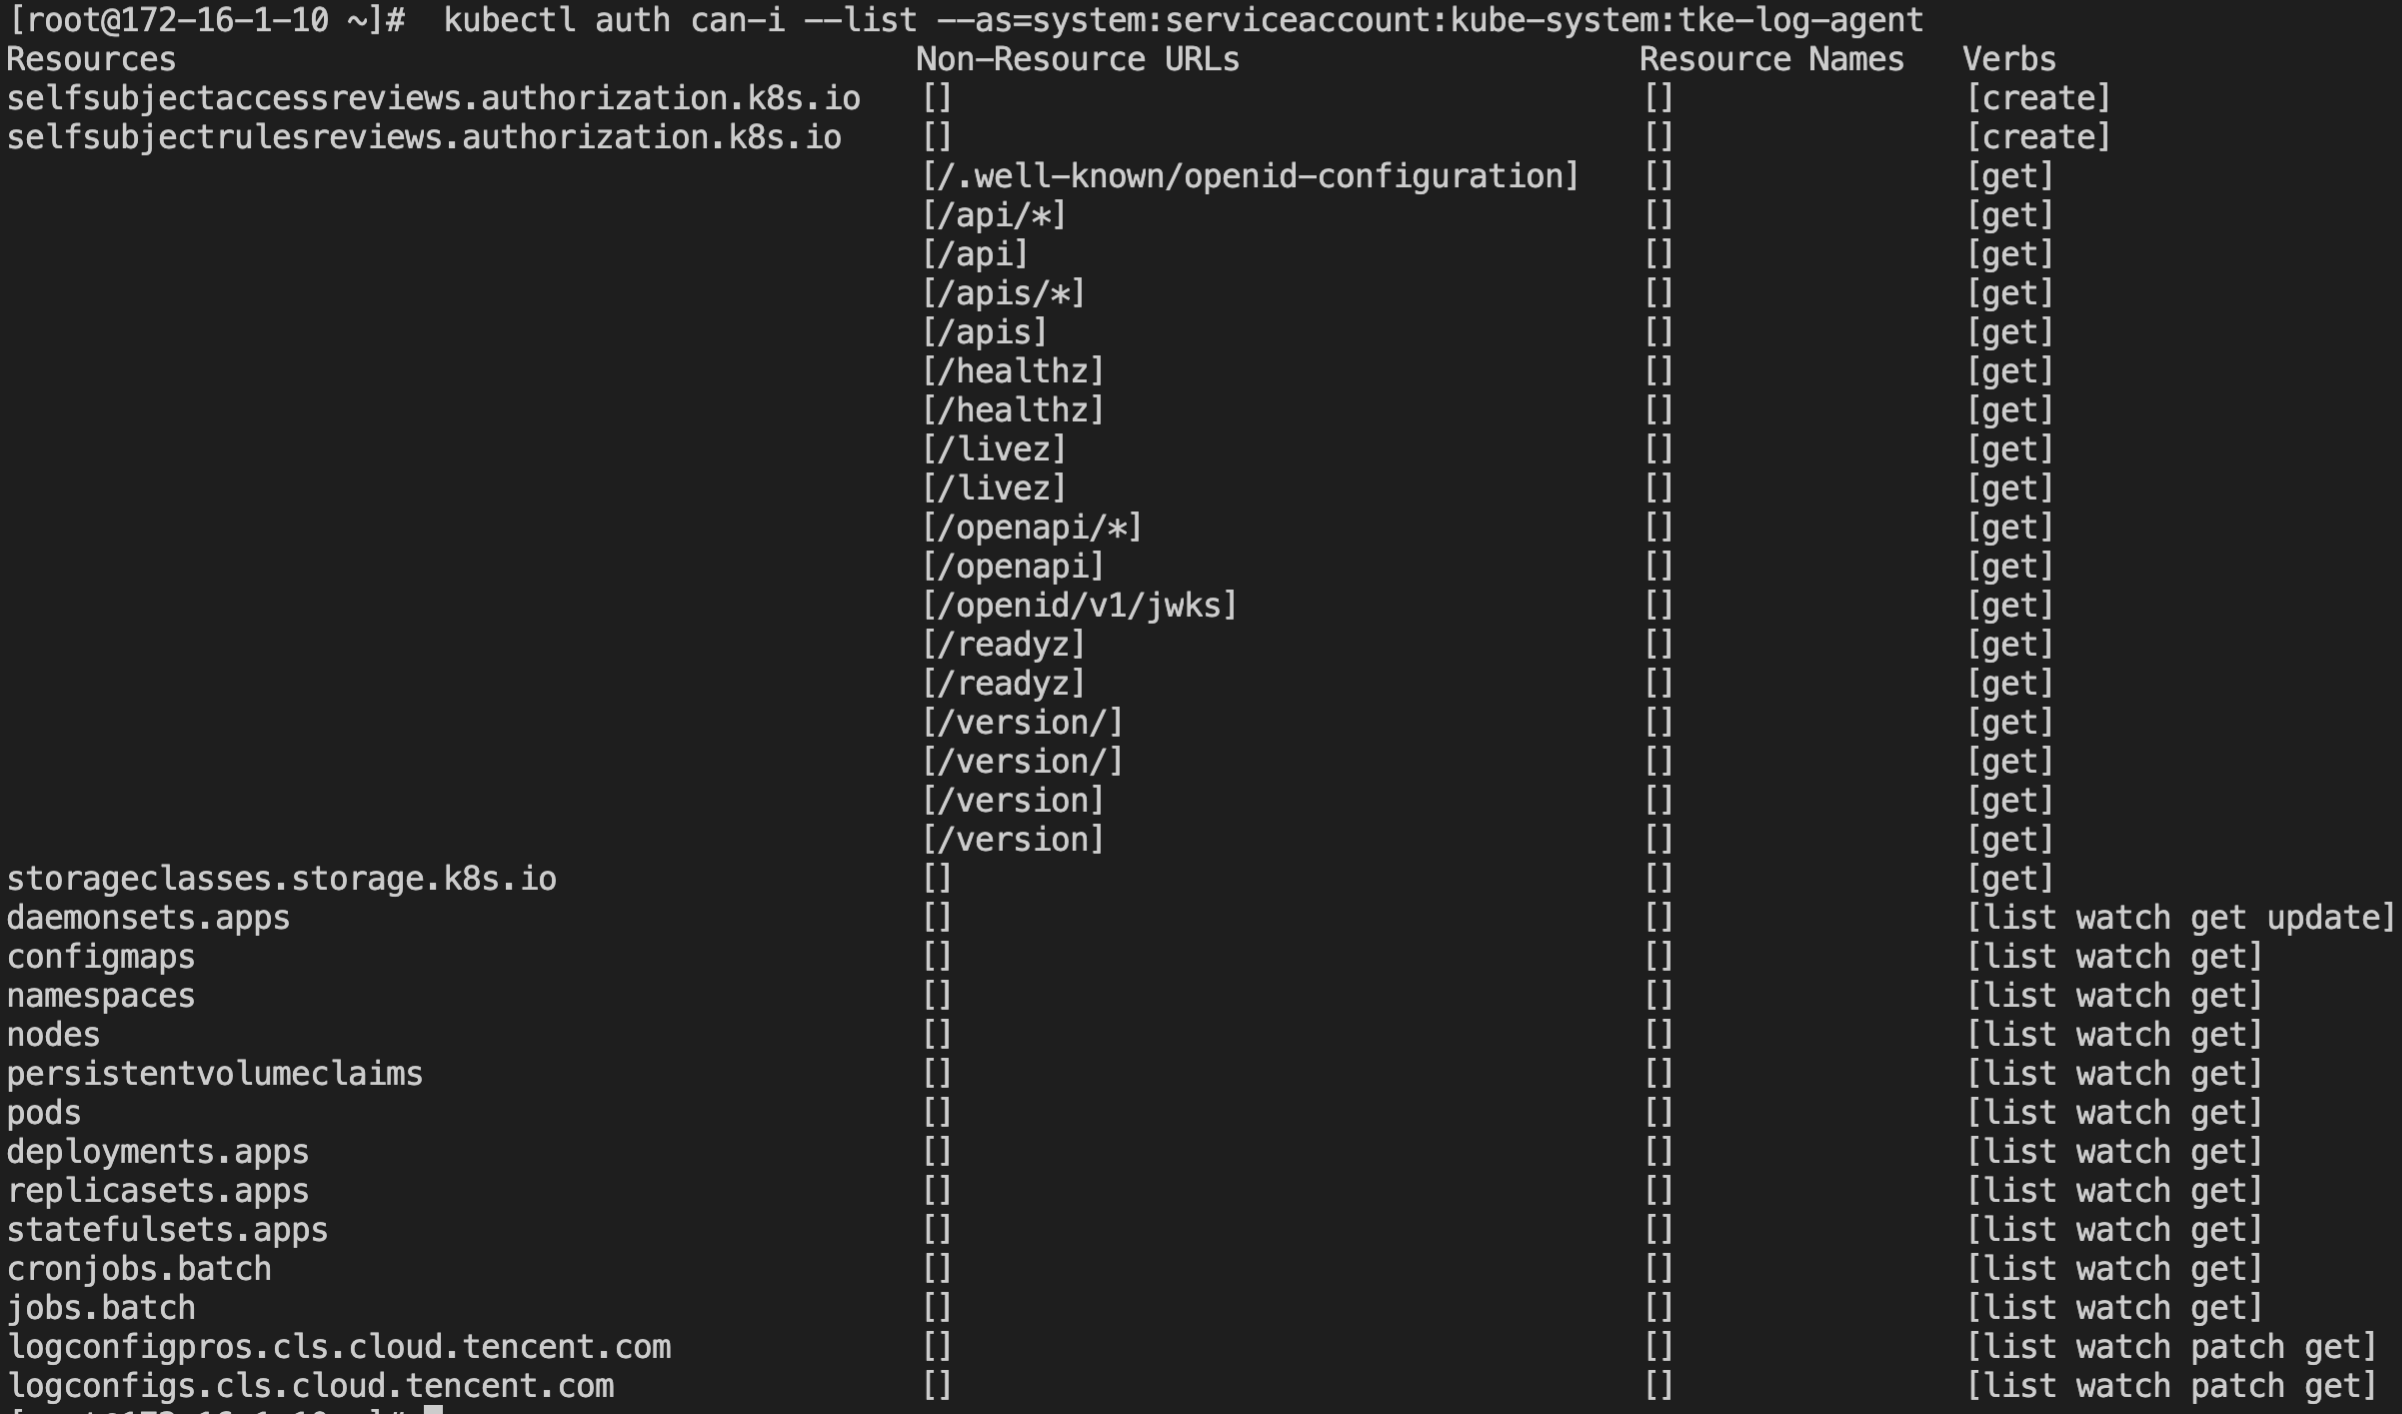 [root@172-16-1-10 ~]#  kubectl auth can-i --list --as=system:serviceaccount:kube-system:tke-log-agent
Resources Non-Resource URLs Resource Names Verbs
selfsubjectaccessreviews.authorization.k8s.io [] [] [create]
selfsubjectrulesreviews.authorization.k8s.io [] [] [create]
[/.well-known/openid-configuration] [] [get]
[/api/*] [] [get]
[/api] [] [get]
[/apis/*] [] [get]
[/apis] [] [get]
[/healthz] [] [get]
[/healthz] [] [get]
[/livez] [] [get]
[/livez] [] [get]
[/openapi/*] [] [get]
[/openapi] [] [get]
[/openid/v1/jwks] [] [get]
[/readyz] [] [get]
[/readyz] [] [get]
[/version/] [] [get]
[/version/] [] [get]
[/version] [] [get]
[/version] [] [get]
storageclasses.storage.k8s.io [] [] [get]
daemonsets.apps [] [] [list watch get update]
configmaps [] [] [list watch get]
namespaces [] [] [list watch get]
nodes [] [] [list watch get]
persistentvolumeclaims [] [] [list watch get]
pods [] [] [list watch get]
deployments.apps [] [] [list watch get]
replicasets.apps [] [] [list watch get]
statefulsets.apps [] [] [list watch get]
cronjobs.batch [] [] [list watch get]
jobs.batch [] [] [list watch get]
logconfigpros.cls.cloud.tencent.com [] [] [list watch patch get]
logconfigs.cls.cloud.tencent.com [] [] [list watch patch get]